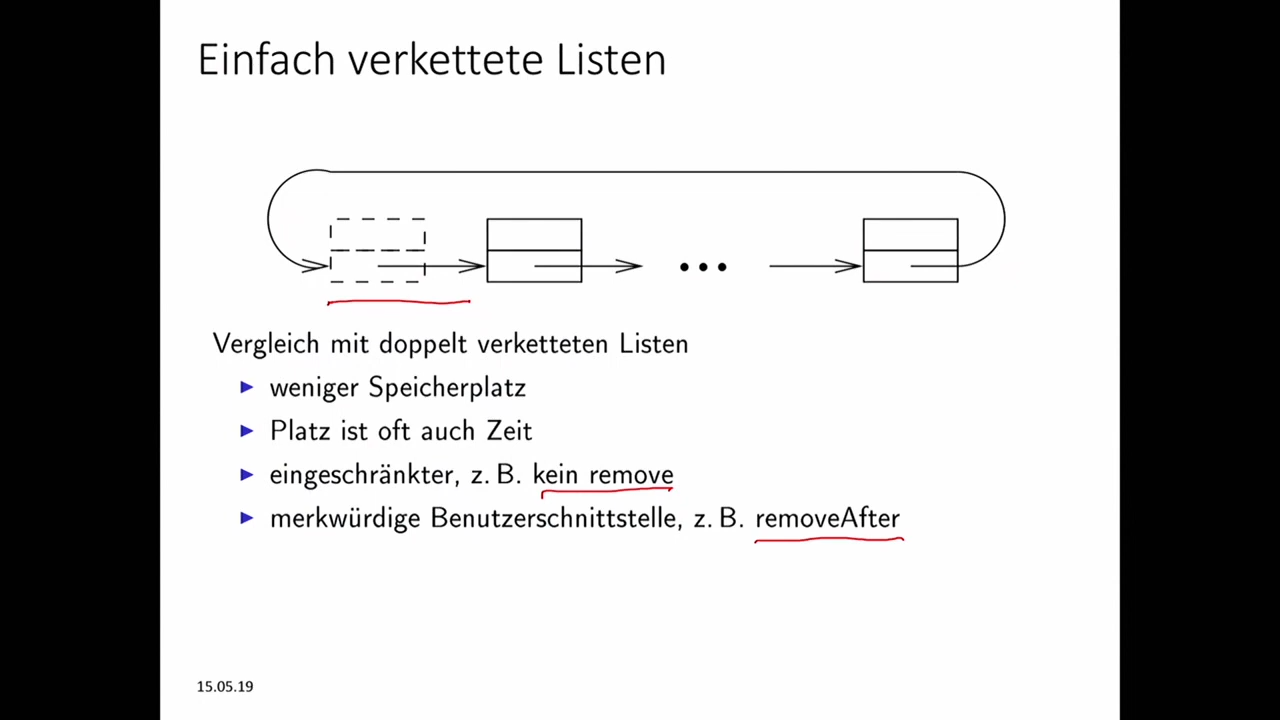 Einfach verkettete Listen
Vergleich mit doppelt verketteten Listen
weniger Speicherplatz
Platz ist oft auch Zeit
eingeschränkter, z. B. kein remove
merkwürdige Benutzerschnittstelle, z. B. removeAfter
15.05.19